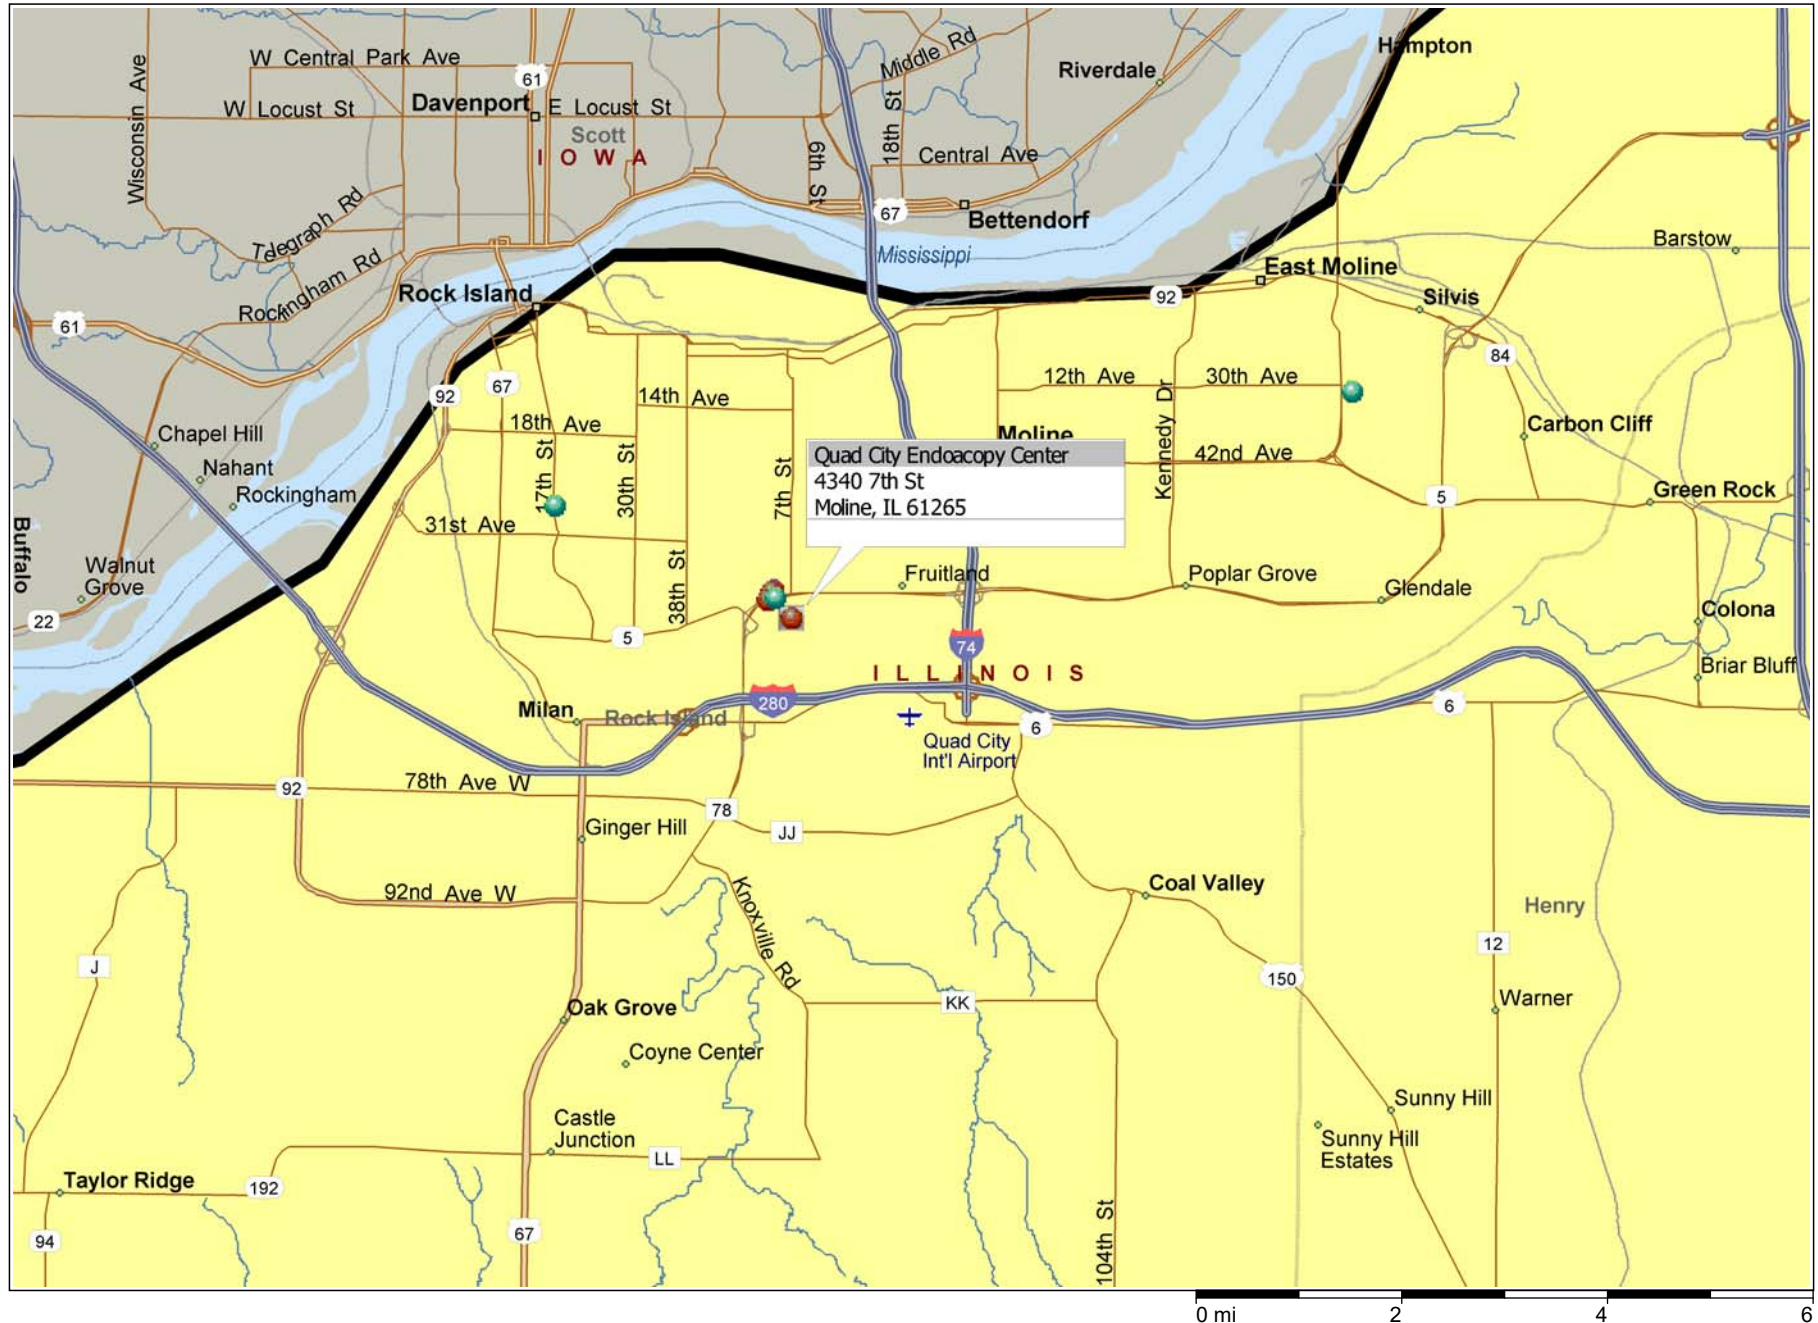 Hampton
W Central Park Ave
Middle Rd
Riverdale
61
Wisconsin Ave
Davenport
W Locust St
E Locust St
Scott
18th St
I O W A
6th St
Central Ave
Telegraph Rd
67
Bettendorf
Barstow
Mississippi
Rockingham Rd
East Moline
Rock Island
92
Silvis
61
84
67
92
12th Ave
30th Ave
14th Ave
Kennedy Dr
18th Ave
Carbon Cliff
Chapel Hill
Moline
17th St
30th St
7th St
Quad City Endoacopy Center
4340 7th St
Moline, IL 61265
42nd Ave
Nahant
Rockingham
5
Green Rock
31st Ave
Buffalo
Walnut
Grove
38th St
Fruitland
Poplar Grove
Glendale
22
5
Colona
74
I L L I N O I S
Briar Bluff
280
Milan
Rock Island
6
6
Quad City
Int'l Airport
78th Ave W
92
78
JJ
Ginger Hill
92nd Ave W
Knoxville Rd
Coal Valley
Henry
12
J
150
KK
Warner
Oak Grove
Coyne Center
Sunny Hill
Castle
Junction
Sunny Hill
Estates
LL
Taylor Ridge
192
104th St
94
67
0 mi
2
4
6